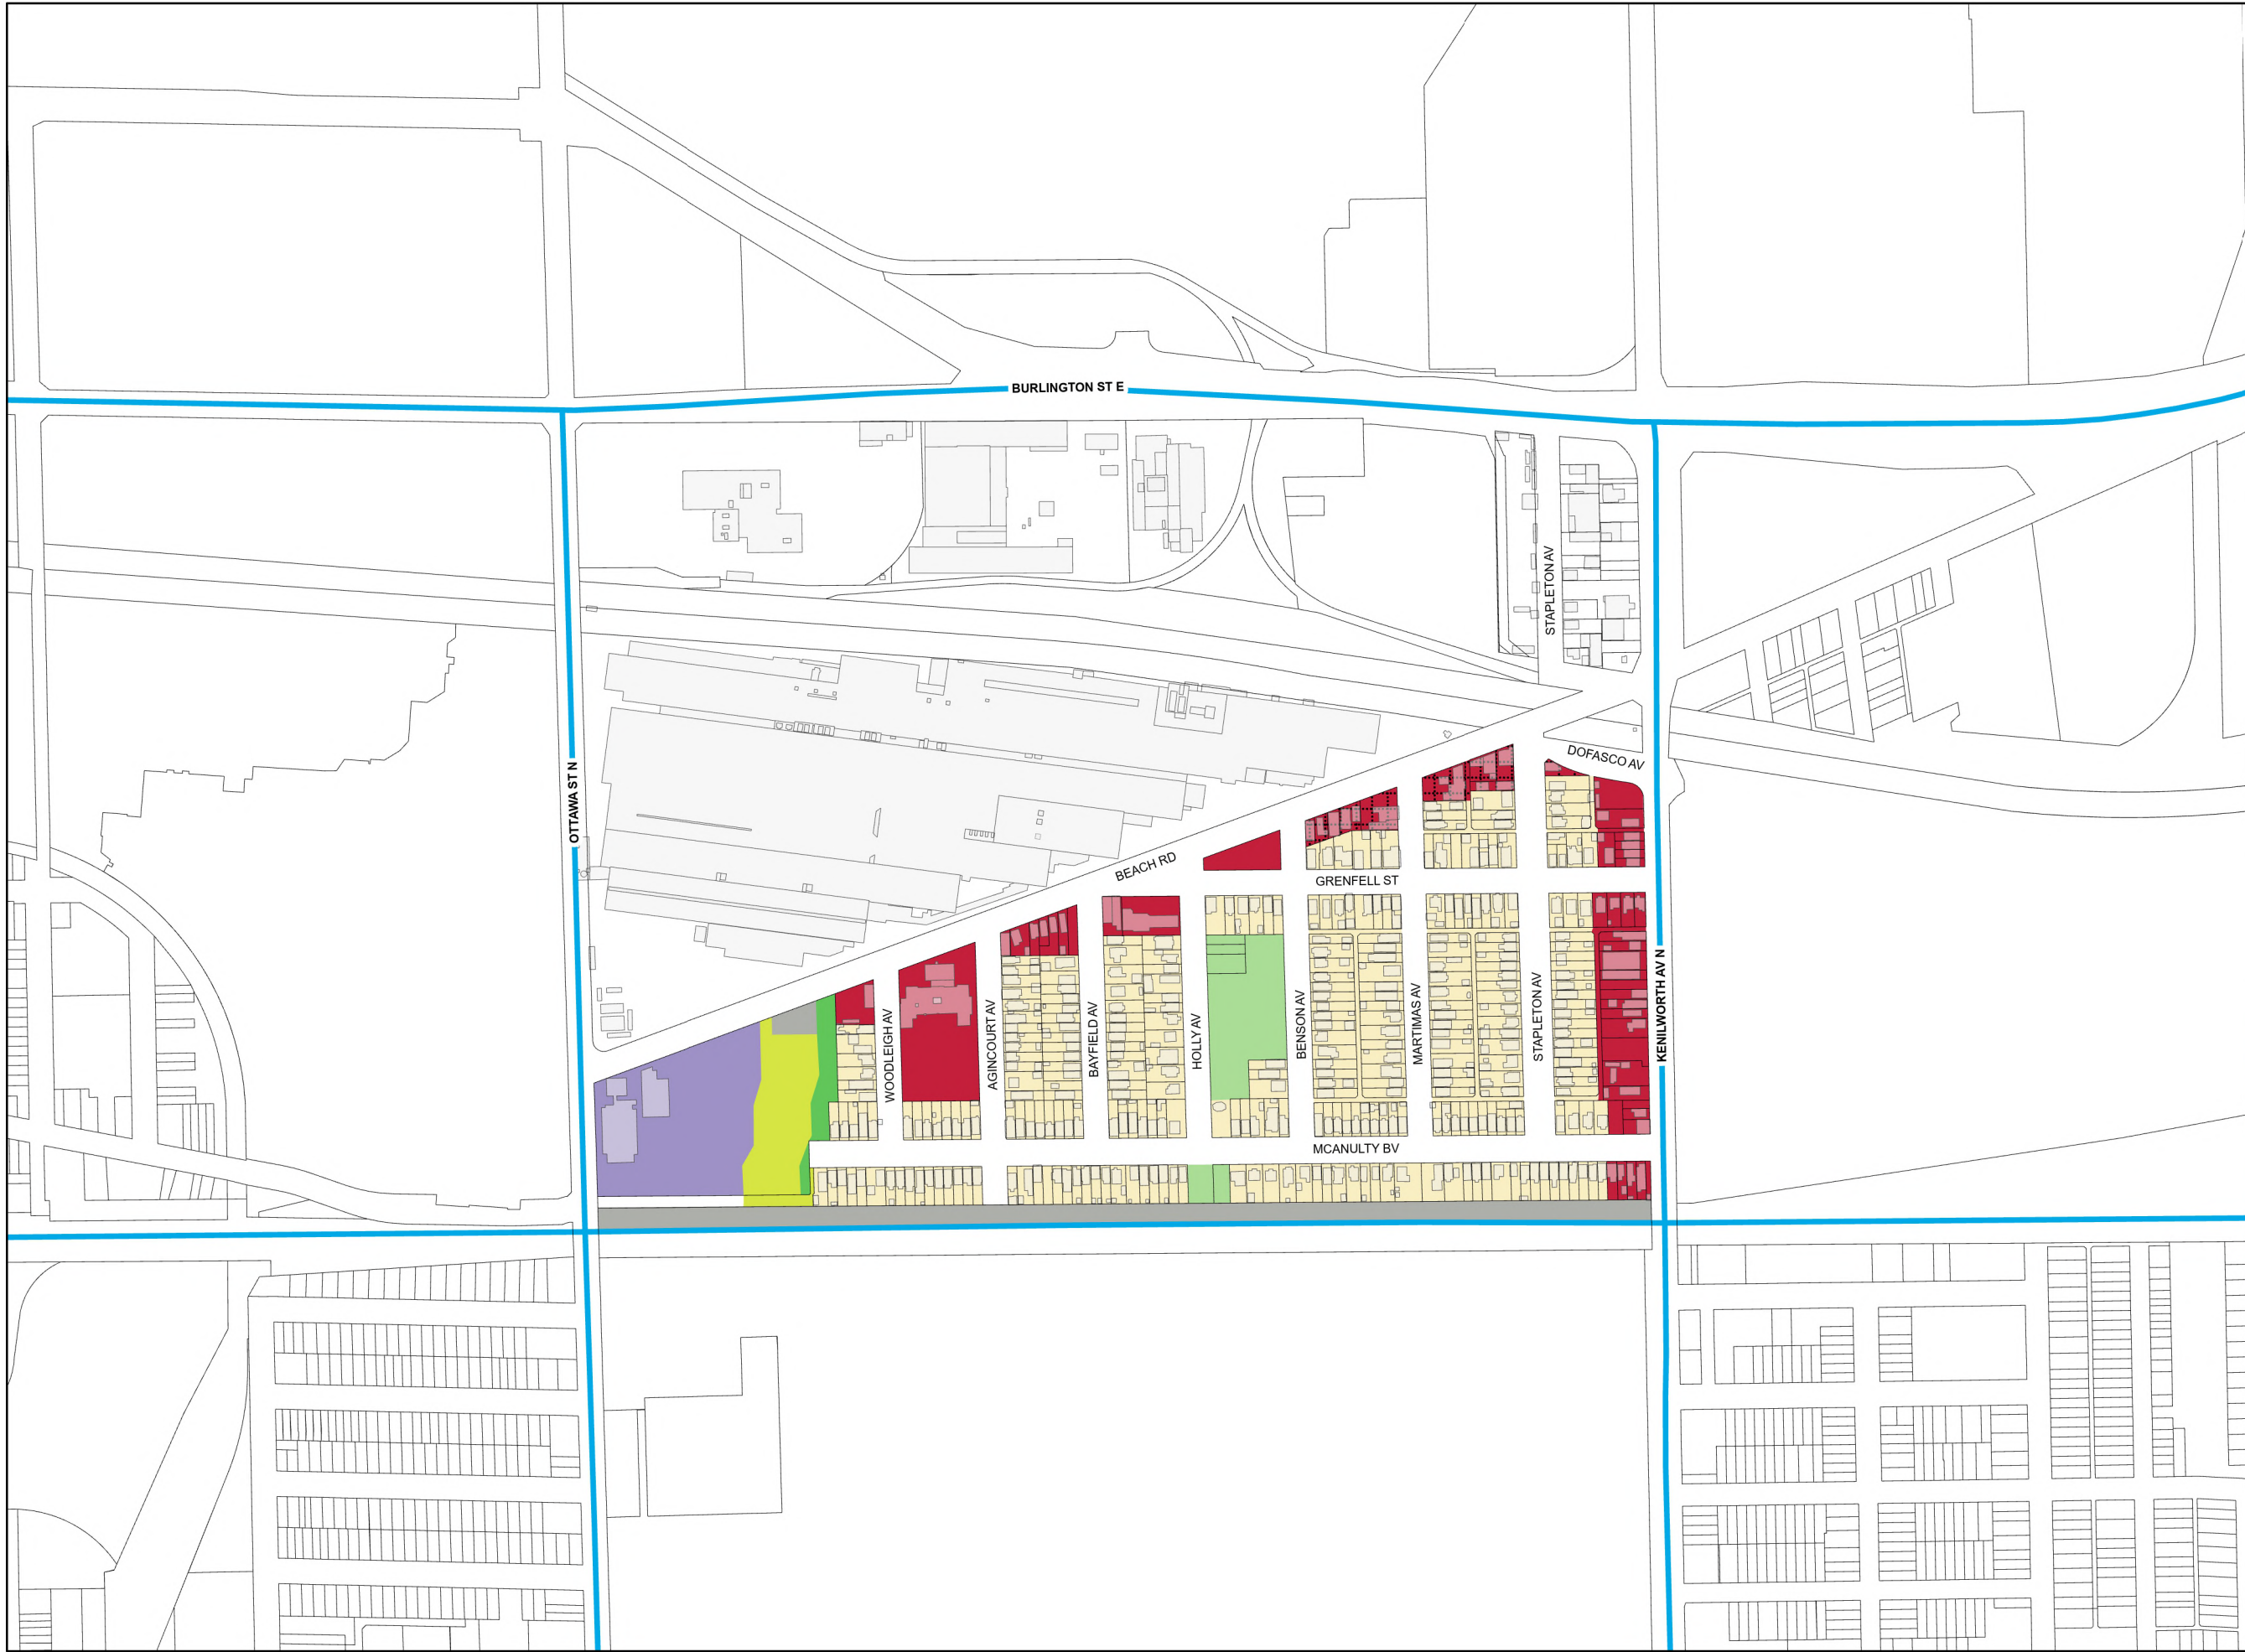 BURLINGTON ST E
STAPLETON AV
DOFASCO AV
OTTAWA ST N
BEACH RD
GRENFELL ST
WOODLEIGH AV
AGINCOURT AV
BAYFIELD AV
HOLLY AV
BENSON AV
MARTIMAS AV
STAPLETON AV
KENILWORTH AV N
MCANULTY BV